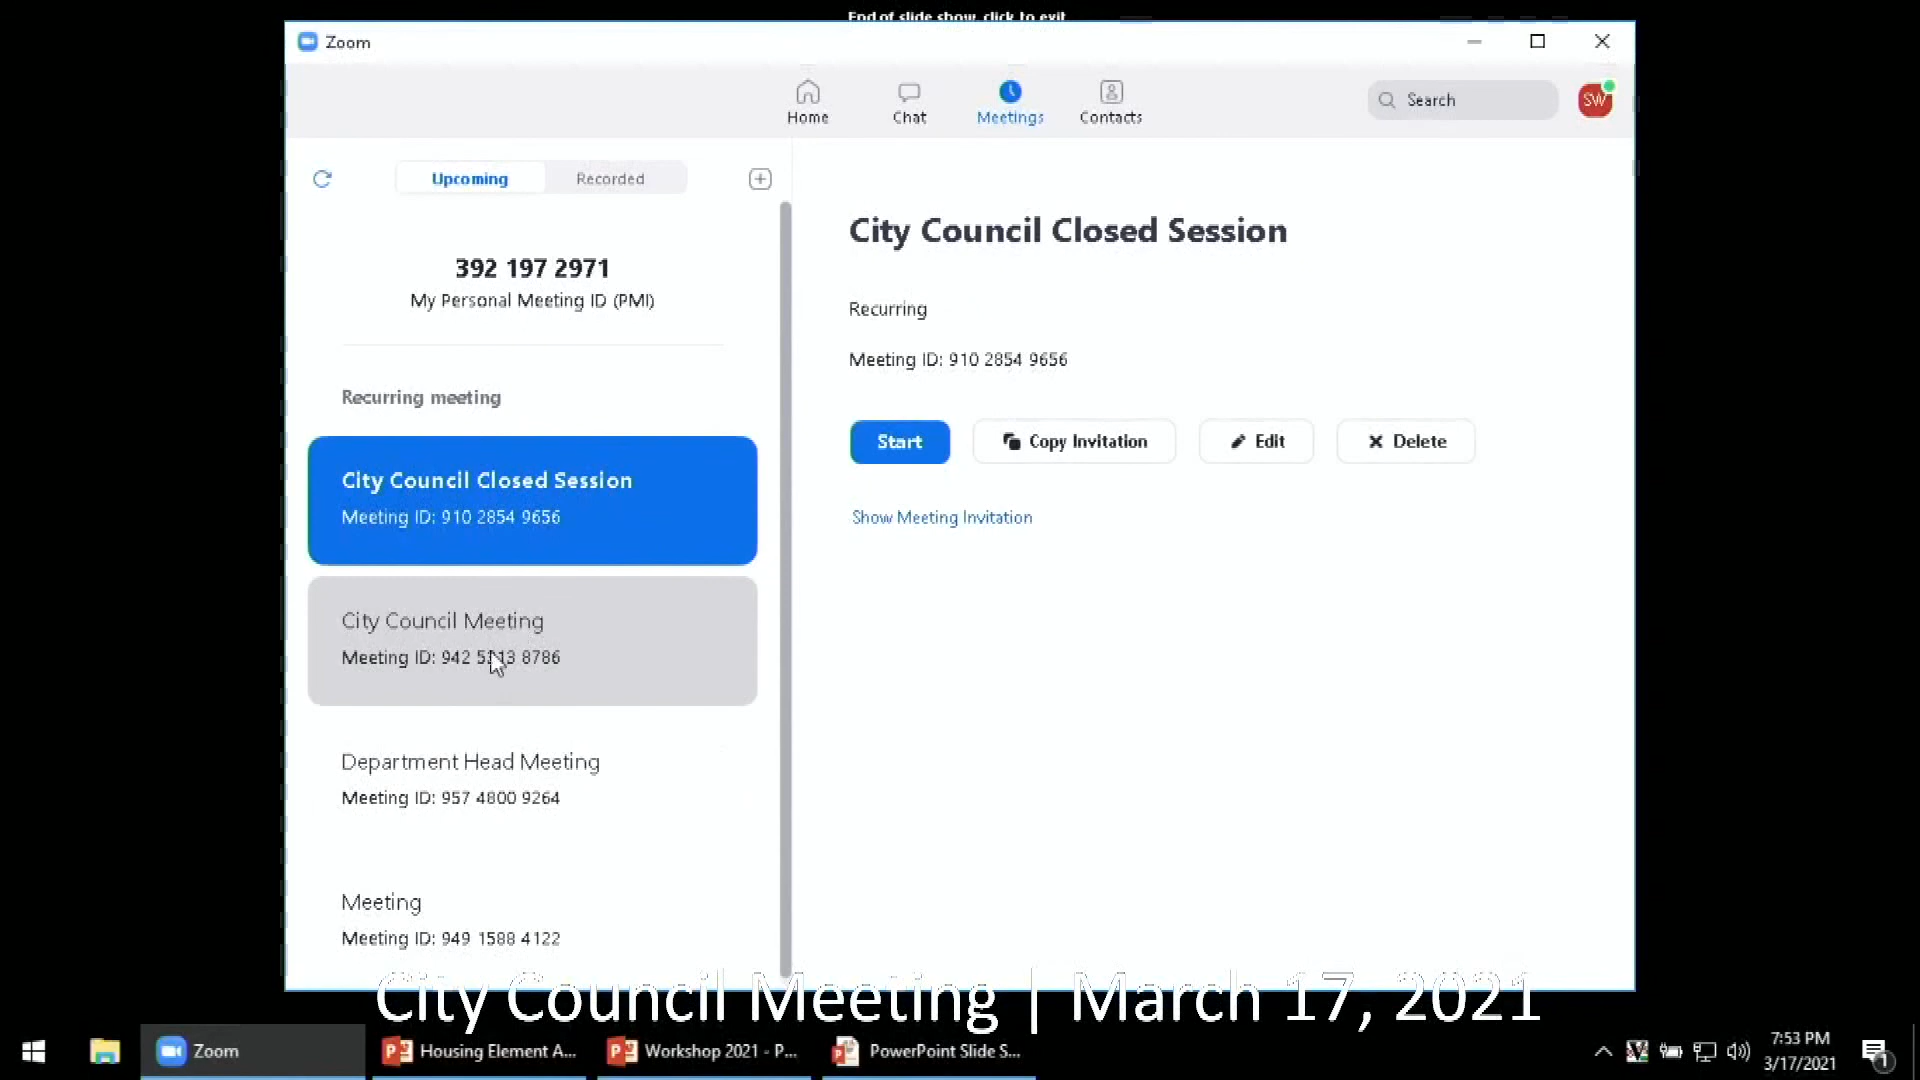 End of slide show, click to exit.
Zoom
Home
Chat
Meetings
Contacts
Search
SW
Upcoming
Recorded
392 197 2971
My Personal Meeting ID (PMI)
Recurring meeting
City Council Closed Session
Meeting ID: 910 2854 9656
City Council Meeting
Meeting ID: 942 8786
Department Head Meeting
Meeting ID: 957 4800 9264
Meeting
Meeting ID: 949 1588 4122
City Council Closed Session
Recurring
Meeting ID: 910 2854 9656
Start
Copy Invitation
Edit
Delete
Show Meeting Invitation
City Council Meeting | March 17, 2021
Zoom
Housing Element A...
Workshop 2021 - P...
PowerPoint Slide S...
7:53 PM
3/17/2021
1